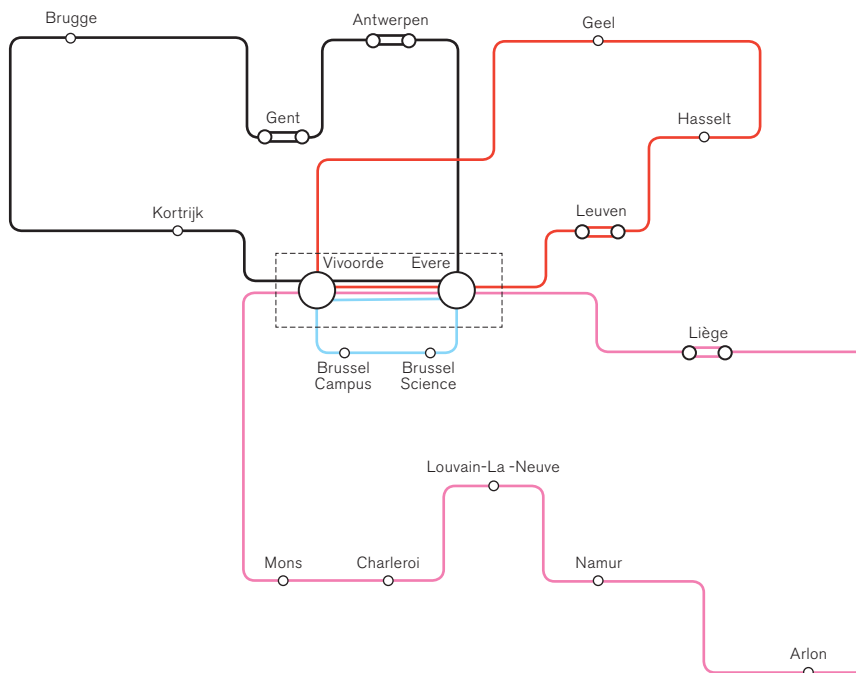 Brugge
Antwerpen
Geel
Gent
Hasselt
Kortrijk
Leuven
Vivoorde
Evere
Liège
Brussel
Campus
Brussel
Science
Louvain-La -Neuve
Mons
Charleroi
Namur
Arlon